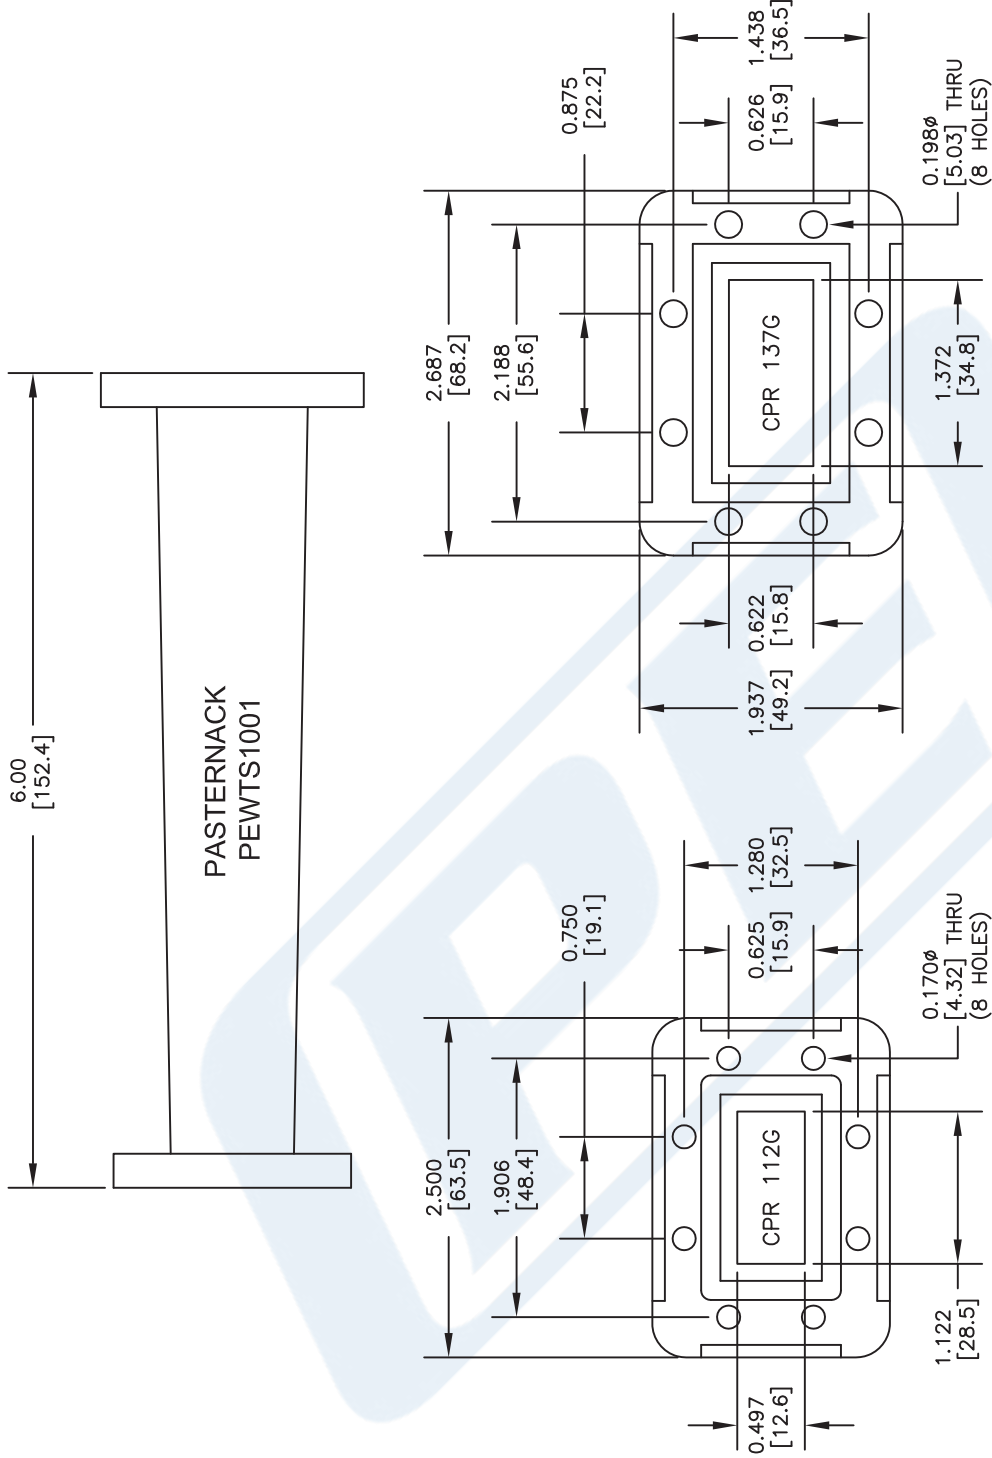 6.00
[152.4]
PASTERNACK
PEWTS1001
2.500
[63.5]
1.906
[48.4]
0.750
[19.1]
CPR 112G
0.497
[12.6]
0.625
[15.9]
1.280
[32.5]
1.122
[28.5]
0.170ø
[4.32] THRU
(8 HOLES)
2.687
[68.2]
2.188
[55.6]
0.875
[22.2]
CPR 137G
0.622
[15.8]
1.937
[49.2]
0.626
[15.9]
1.438
[36.5]
1.372
[34.8]
0.198ø
[5.03] THRU
(8 HOLES)
PE